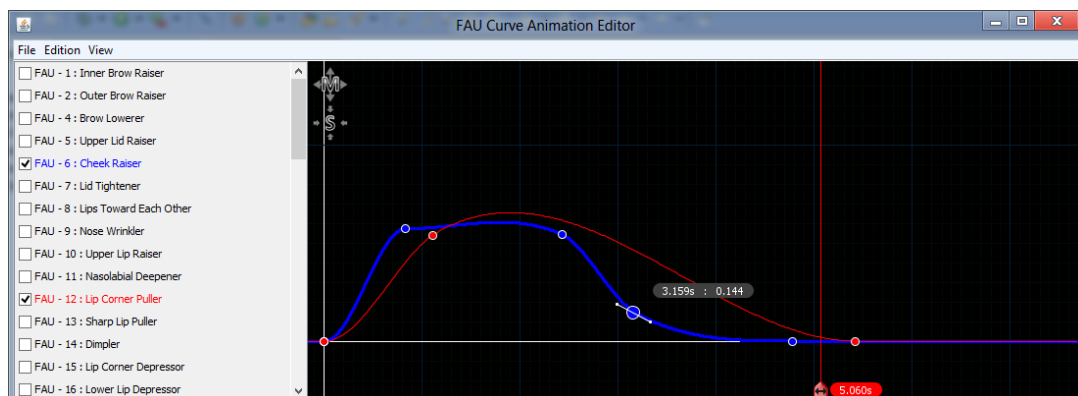 FAU Curve Animation Editor
File Edition View
FAU - 1 : Inner Brow Raiser
FAU - 2 : Outer Brow Raiser
FAU - 4 : Brow Lowerer
FAU - 5 : Upper Lid Raiser
FAU - 6 : Cheek Raiser
FAU - 7 : Lid Tightener
FAU - 8 : Lips Toward Each Other
FAU - 9 : Nose Wrinkler
FAU - 10 : Upper Lip Raiser
FAU - 11 : Nasolabial Deepener
FAU - 12 : Lip Corner Puller
FAU - 13 : Sharp Lip Puller
FAU - 14 : Dimpler
FAU - 15 : Lip Corner Depressor
FAU - 16 : Lower Lip Depressor
M
S
3.159s : 0.144
5.060s